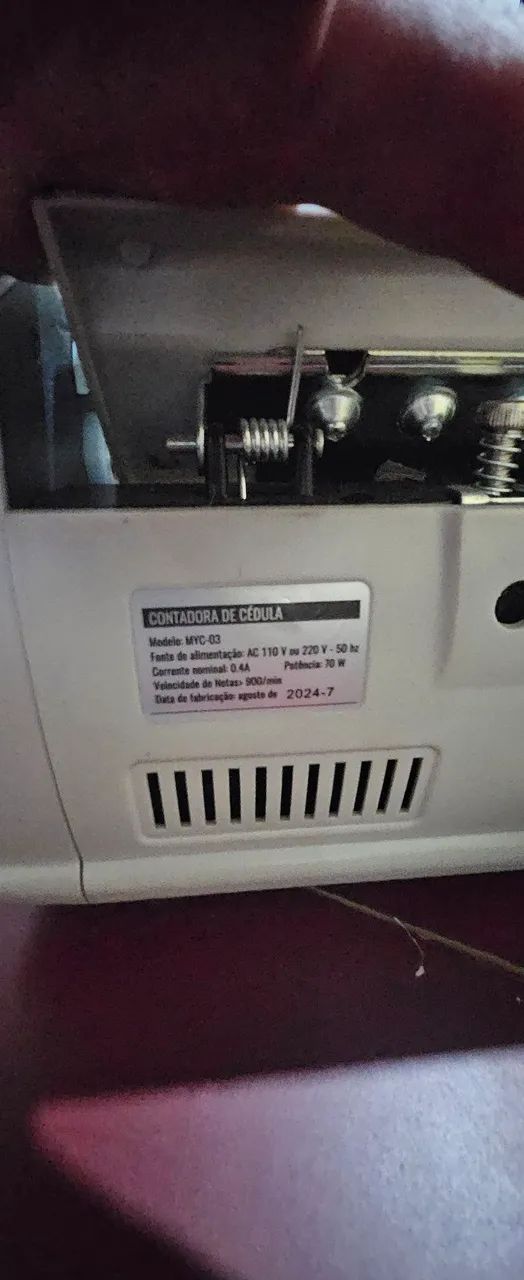 CONTADORA DE CÉDULA
Modelo: MYC-03
Fonte de alimentação: AC 110 V ou 220 V - 50 hz
Corrente nominal: 0.4A Potência: 70 W
Velocidade de Notas> 900/min
Data de fabricação: agosto de 2024-7